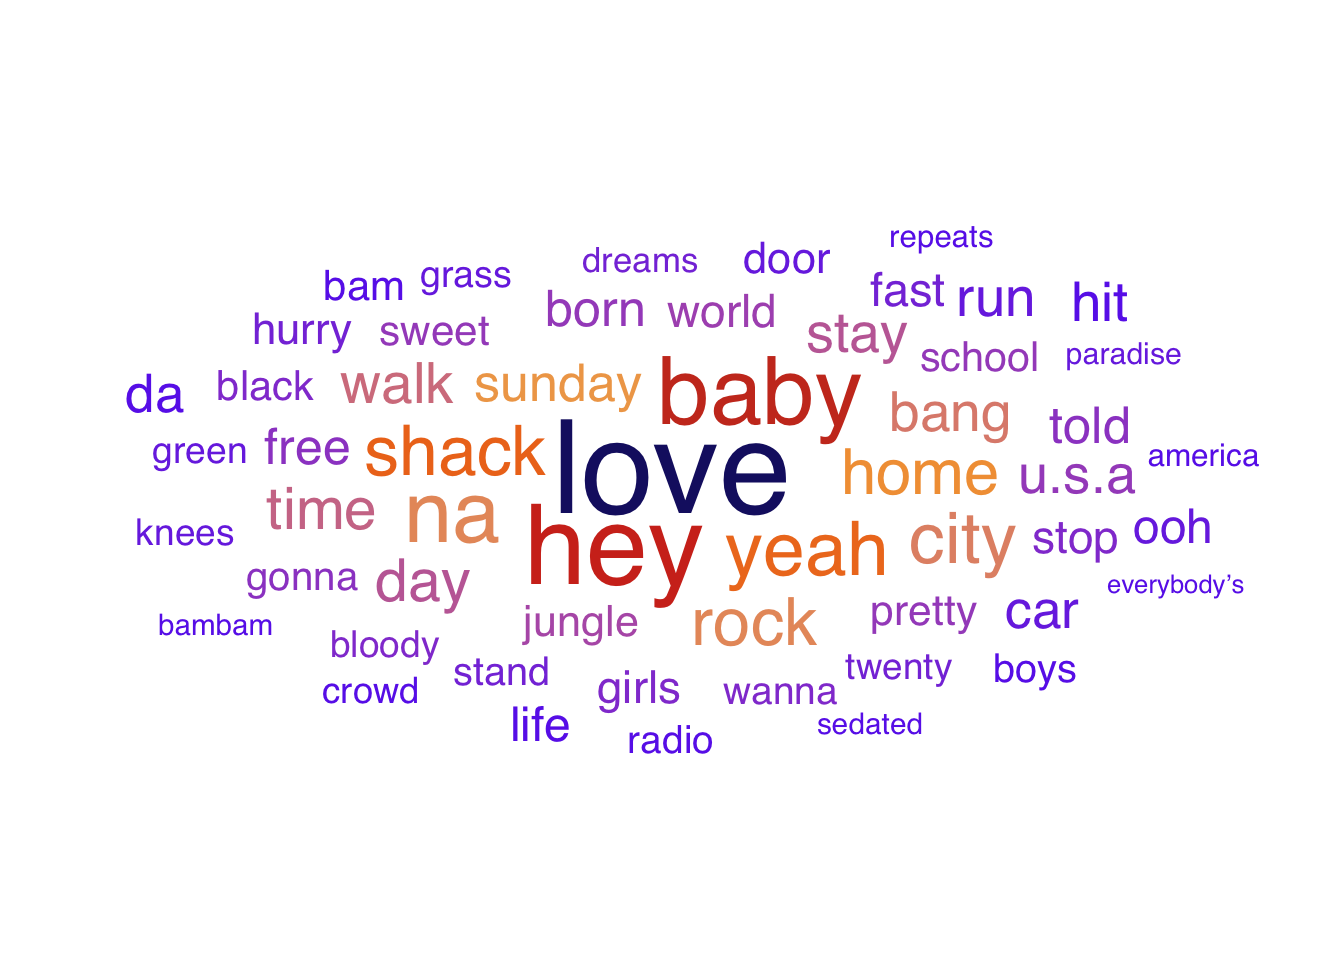 repeats
dreams door
bam grass fast run hit
hurry sweet born world stay school paradise
da black walk sunday baby bang told
green free shack love home u.s.a america
knees time na hey yeah city stop ooh
gonna day everybody’s
bambam jungle rock pretty car
bloody stand girls wanna twenty boys
crowd life radio sedated